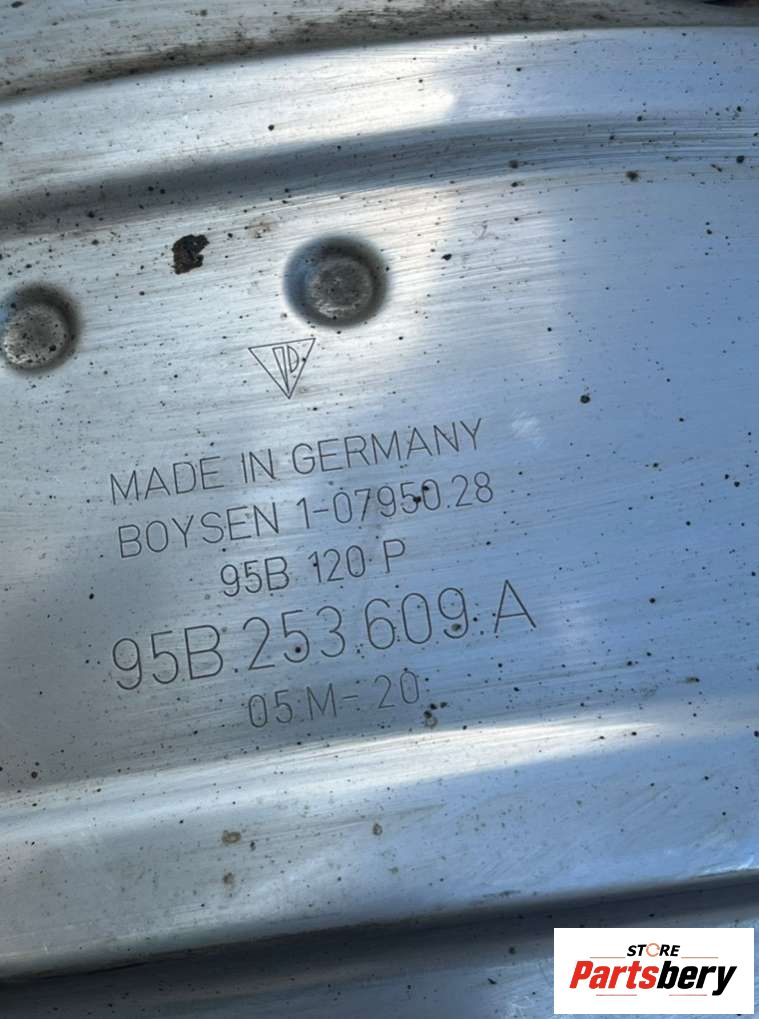 MADE IN GERMANY
BOYSEN 1-07950.28
95B 120 P
95B.253.609.A
05.M-.20
STORE
Partsbery